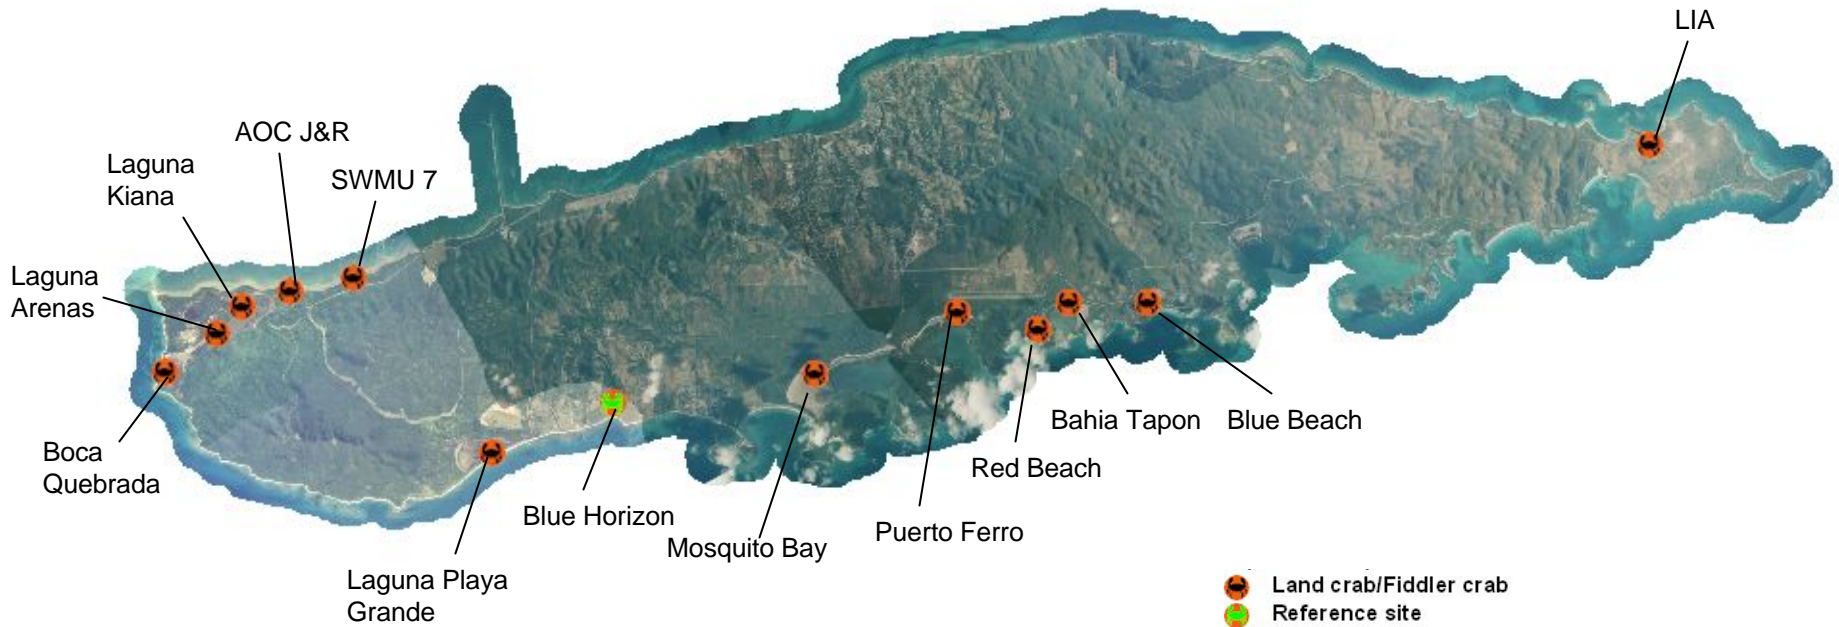 LIA
AOC J&R
Laguna
Kiana
SWMU 7
Laguna
Arenas
Boca
Quebrada
Bahia Tapon
Blue Beach
Red Beach
Blue Horizon
Puerto Ferro
Mosquito Bay
Laguna Playa
Grande
Land crab/Fiddler crab
Reference site